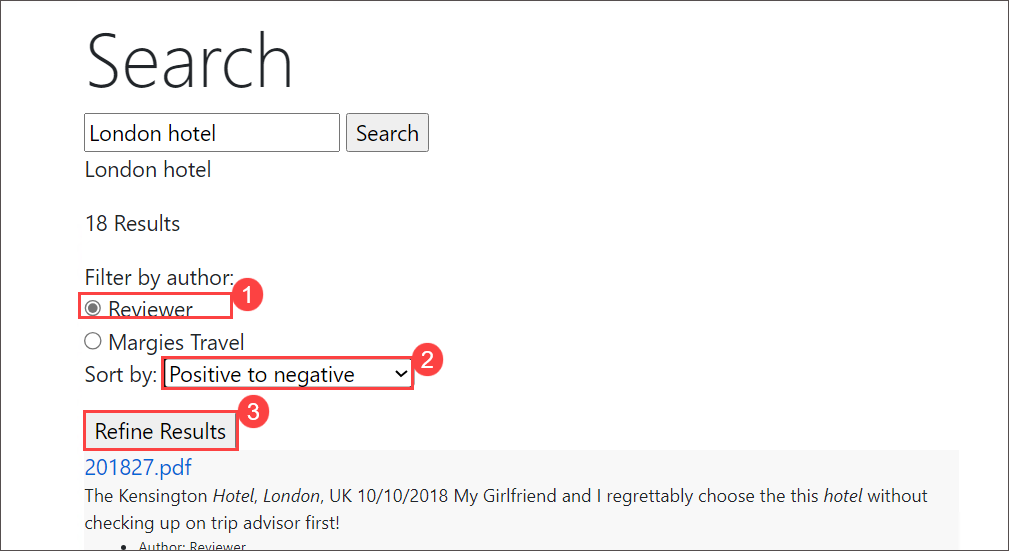 Search
London hotel Search
London hotel
18 Results
Filter by author:
Reviewer 1
Margies Travel
Sort by: Positive to negative 2
Refine Results 3
201827.pdf
The Kensington Hotel, London, UK 10/10/2018 My Girlfriend and I regrettably choose the this hotel without
checking up on trip advisor first!
• Author: Reviewer